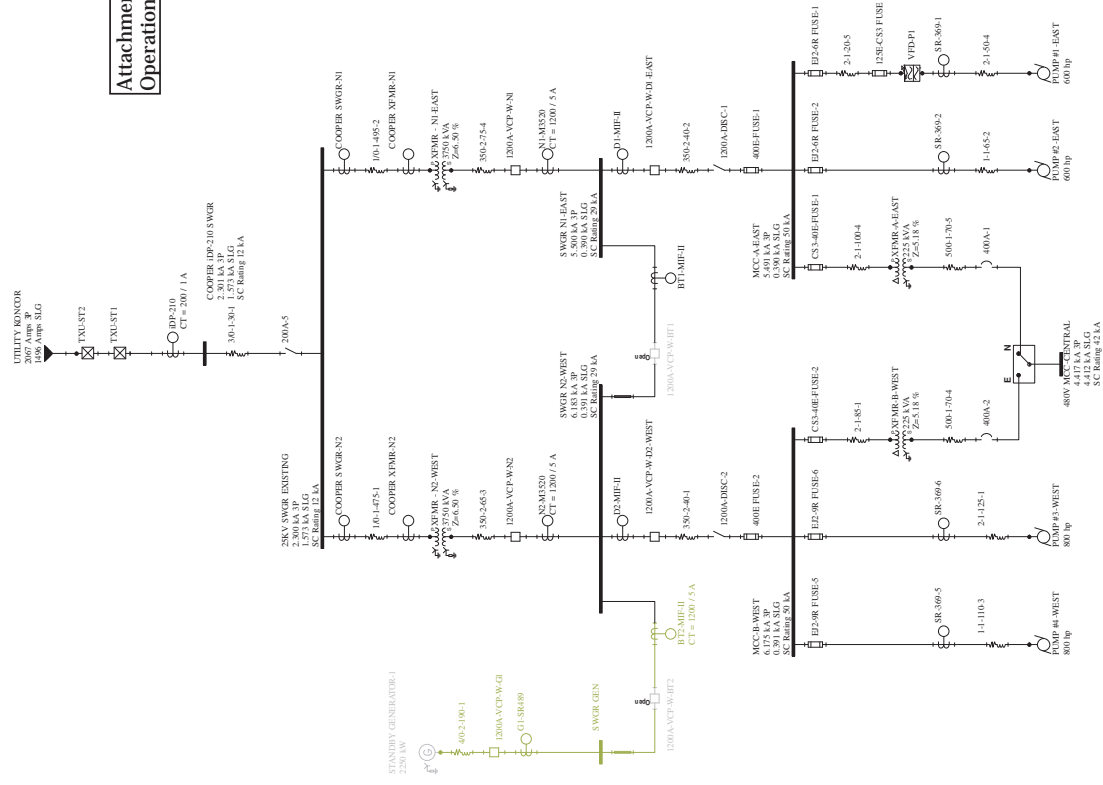 Attachmen
Operation
UTILITY KONCOR
2067 Amps 3P
1496 Amps SLG
TXU-ST2
TXU-ST1
iDP-210
CT = 200 / 1 A
COOPER iDP-210 SWGR
2.301 kA 3P
1.573 kA SLG
SC Rating 12 kA
3/0-1-30-1
200A-5
25KV SWGR EXISTING
2.300 kA 3P
1.573 kA SLG
SC Rating 12 kA
COOPER SWGR-N2
1/0-1-475-1
COOPER XFMR-N2
P
S
XFMR - N2-WEST
3750 kVA
Z=6.50 %
350-2-65-3
1200A-VCP-W-N2
N2-M3520
CT = 1200 / 5 A
COOPER SWGR-N1
1/0-1-495-2
COOPER XFMR-N1
P
S
XFMR - N1-EAST
3750 kVA
Z=6.50 %
350-2-75-4
1200A-VCP-W-N1
N1-M3520
CT = 1200 / 5 A
SWGR N2-WEST
6.183 kA 3P
0.391 kA SLG
SC Rating 29 kA
SWGR N1-EAST
5.500 kA 3P
0.390 kA SLG
SC Rating 29 kA
Open
1200A-VCP-W-BT1
BT1-MIF-II
D2-MIF-II
1200A-VCP-W-D2-WEST
350-2-40-1
1200A-DISC-2
400E FUSE-2
D1-MIF-II
1200A-VCP-W-D1-EAST
350-2-40-2
1200A-DISC-1
400E-FUSE-1
STANDBY GENERATOR-1
2250 kW
G
4/0-2-190-1
1200A-VCP-W-G1
G1-SR489
SWGR GEN
Open
1200A-VCP-W-BT2
BT2-MIF-II
CT = 1200 / 5 A
MCC-B-WEST
6.175 kA 3P
0.391 kA SLG
SC Rating 50 kA
EJ2-9R FUSE-5
SR-369-5
1-1-110-3
PUMP #4-WEST
800 hp
EJ2-9R FUSE-6
SR-369-6
2-1-125-1
PUMP #3-WEST
800 hp
CS3-40E-FUSE-2
2-1-85-1
P
S
XFMR-B-WEST
225 kVA
Z=5.18 %
500-1-70-4
400A-2
MCC-A-EAST
5.491 kA 3P
0.390 kA SLG
SC Rating 50 kA
CS3-40E-FUSE-1
2-1-100-4
P
S
XFMR-A-EAST
225 kVA
Z=5.18 %
500-1-70-5
400A-1
EJ2-6R FUSE-2
SR-369-2
1-1-65-2
PUMP #2-EAST
600 hp
EJ2-6R FUSE-1
2-1-20-5
125E-CS3 FUSE
VFD-P1
SR-369-1
2-1-50-4
PUMP #1-EAST
600 hp
E
N
480V MCC-CENTRAL
4.417 kA 3P
4.412 kA SLG
SC Rating 42 kA